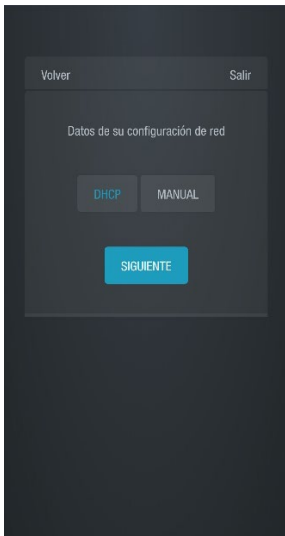 Volver Salir
Datos de su configuración de red
DHCP MANUAL
SIGUIENTE